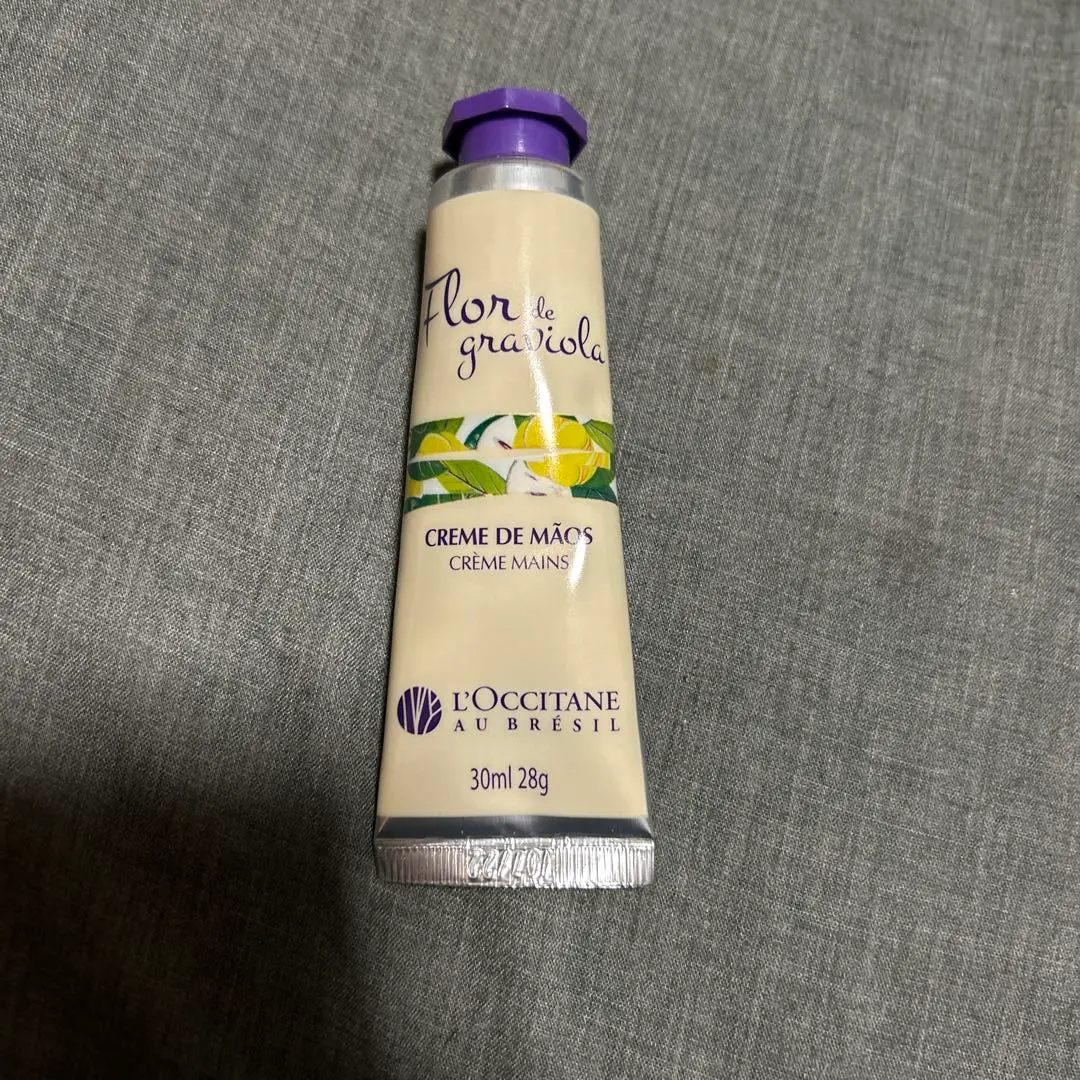 Flor de
graviola
CREME DE MÃOS
CRÈME MAINS
L'OCCITANE
AU BRÉSIL
30ml 28g